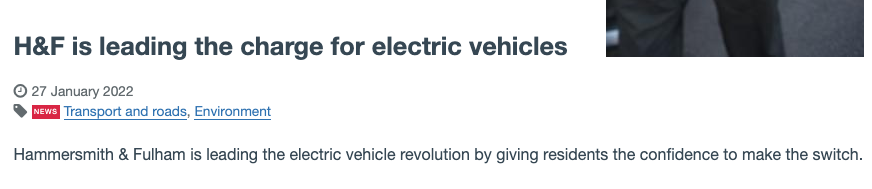 H&F is leading the charge for electric vehicles
27 January 2022
NEWS Transport and roads, Environment
Hammersmith & Fulham is leading the electric vehicle revolution by giving residents the confidence to make the switch.